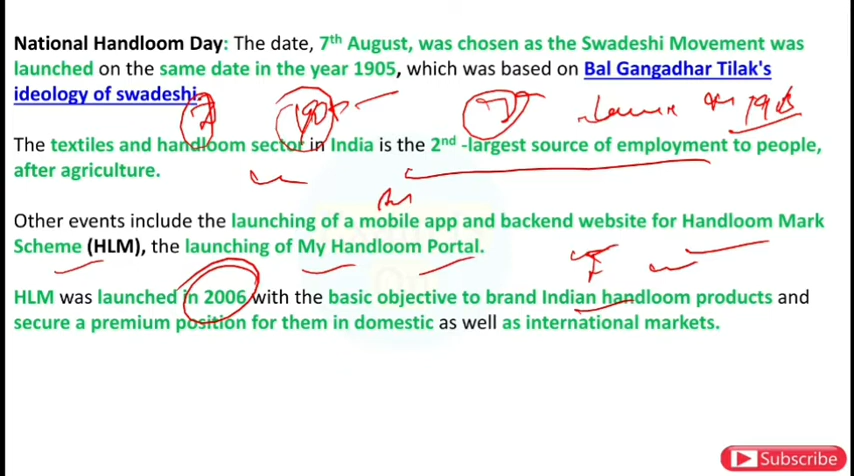 National Handloom Day: The date, 7th August, was chosen as the Swadeshi Movement was
launched on the same date in the year 1905, which was based on Bal Gangadhar Tilak's
ideology of swadeshi.
7 1905 7 1905
The textiles and handloom sector in India is the 2nd -largest source of employment to people,
after agriculture.
Other events include the launching of a mobile app and backend website for Handloom Mark
Scheme (HLM), the launching of My Handloom Portal.
HLM was launched in 2006 with the basic objective to brand Indian handloom products and
secure a premium position for them in domestic as well as international markets.
Subscribe